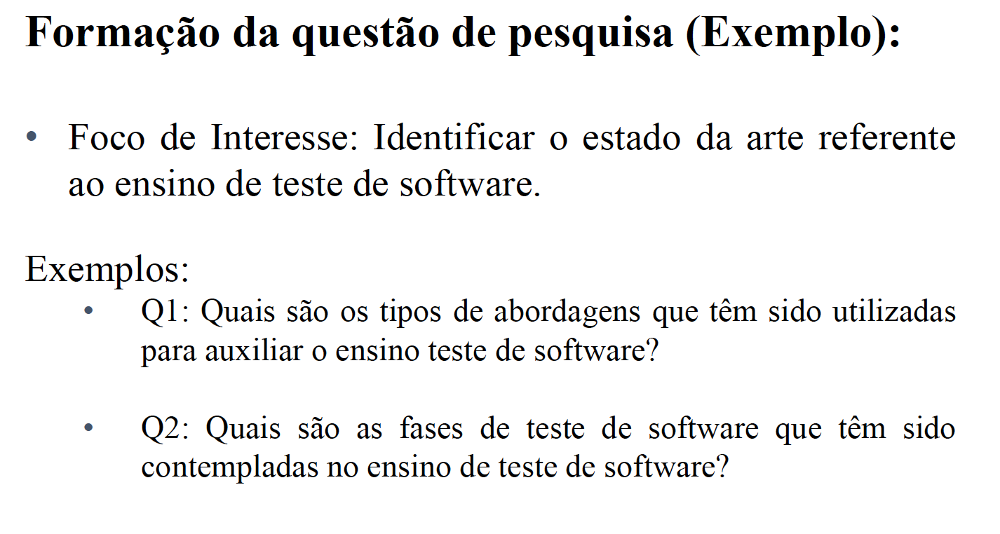 Formação da questão de pesquisa (Exemplo):
• Foco de Interesse: Identificar o estado da arte referente
ao ensino de teste de software.
Exemplos:
• Q1: Quais são os tipos de abordagens que têm sido utilizadas
para auxiliar o ensino teste de software?
• Q2: Quais são as fases de teste de software que têm sido
contempladas no ensino de teste de software?